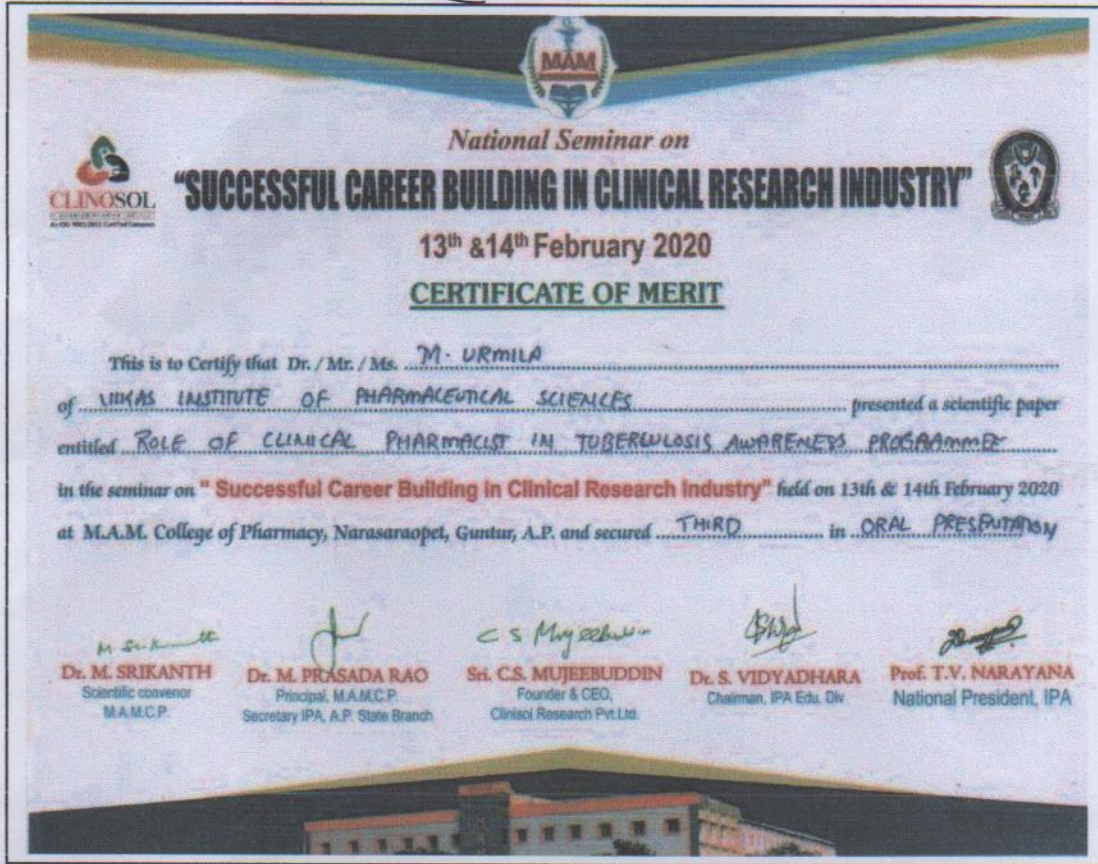 MAM
National Seminar on
CLINOSOL
"SUCCESSFUL CAREER BUILDING IN CLINICAL RESEARCH INDUSTRY"
13th &14th February 2020
CERTIFICATE OF MERIT
This is to Certify that Dr. / Mr. / Ms. M. URMILA
of VIKAS INSTITUTE OF PHARMACEUTICAL SCIENCES presented a scientific paper
entitled ROLE OF CLINICAL PHARMACIST IN TUBERCULOSIS AWARENESS PROGRAMMEE
in the seminar on " Successful Career Building in Clinical Research Industry" held on 13th & 14th February 2020
at M.A.M. College of Pharmacy, Narasaraopet, Guntur, A.P. and secured THIRD in ORAL PRESENTATION
M Srikanth
C S Mujeebuddin
Dr. M. SRIKANTH
Scientific convenor
M.A.M.C.P.
Dr. M. PRASADA RAO
Principal, M.A.M.C.P.
Secretary IPA, A.P. State Branch
Sri. C.S. MUJEEBUDDIN
Founder & CEO,
Clinisol Research Pvt.Ltd.
Dr. S. VIDYADHARA
Chairman, IPA Edu. Div
Prof. T.V. NARAYANA
National President, IPA